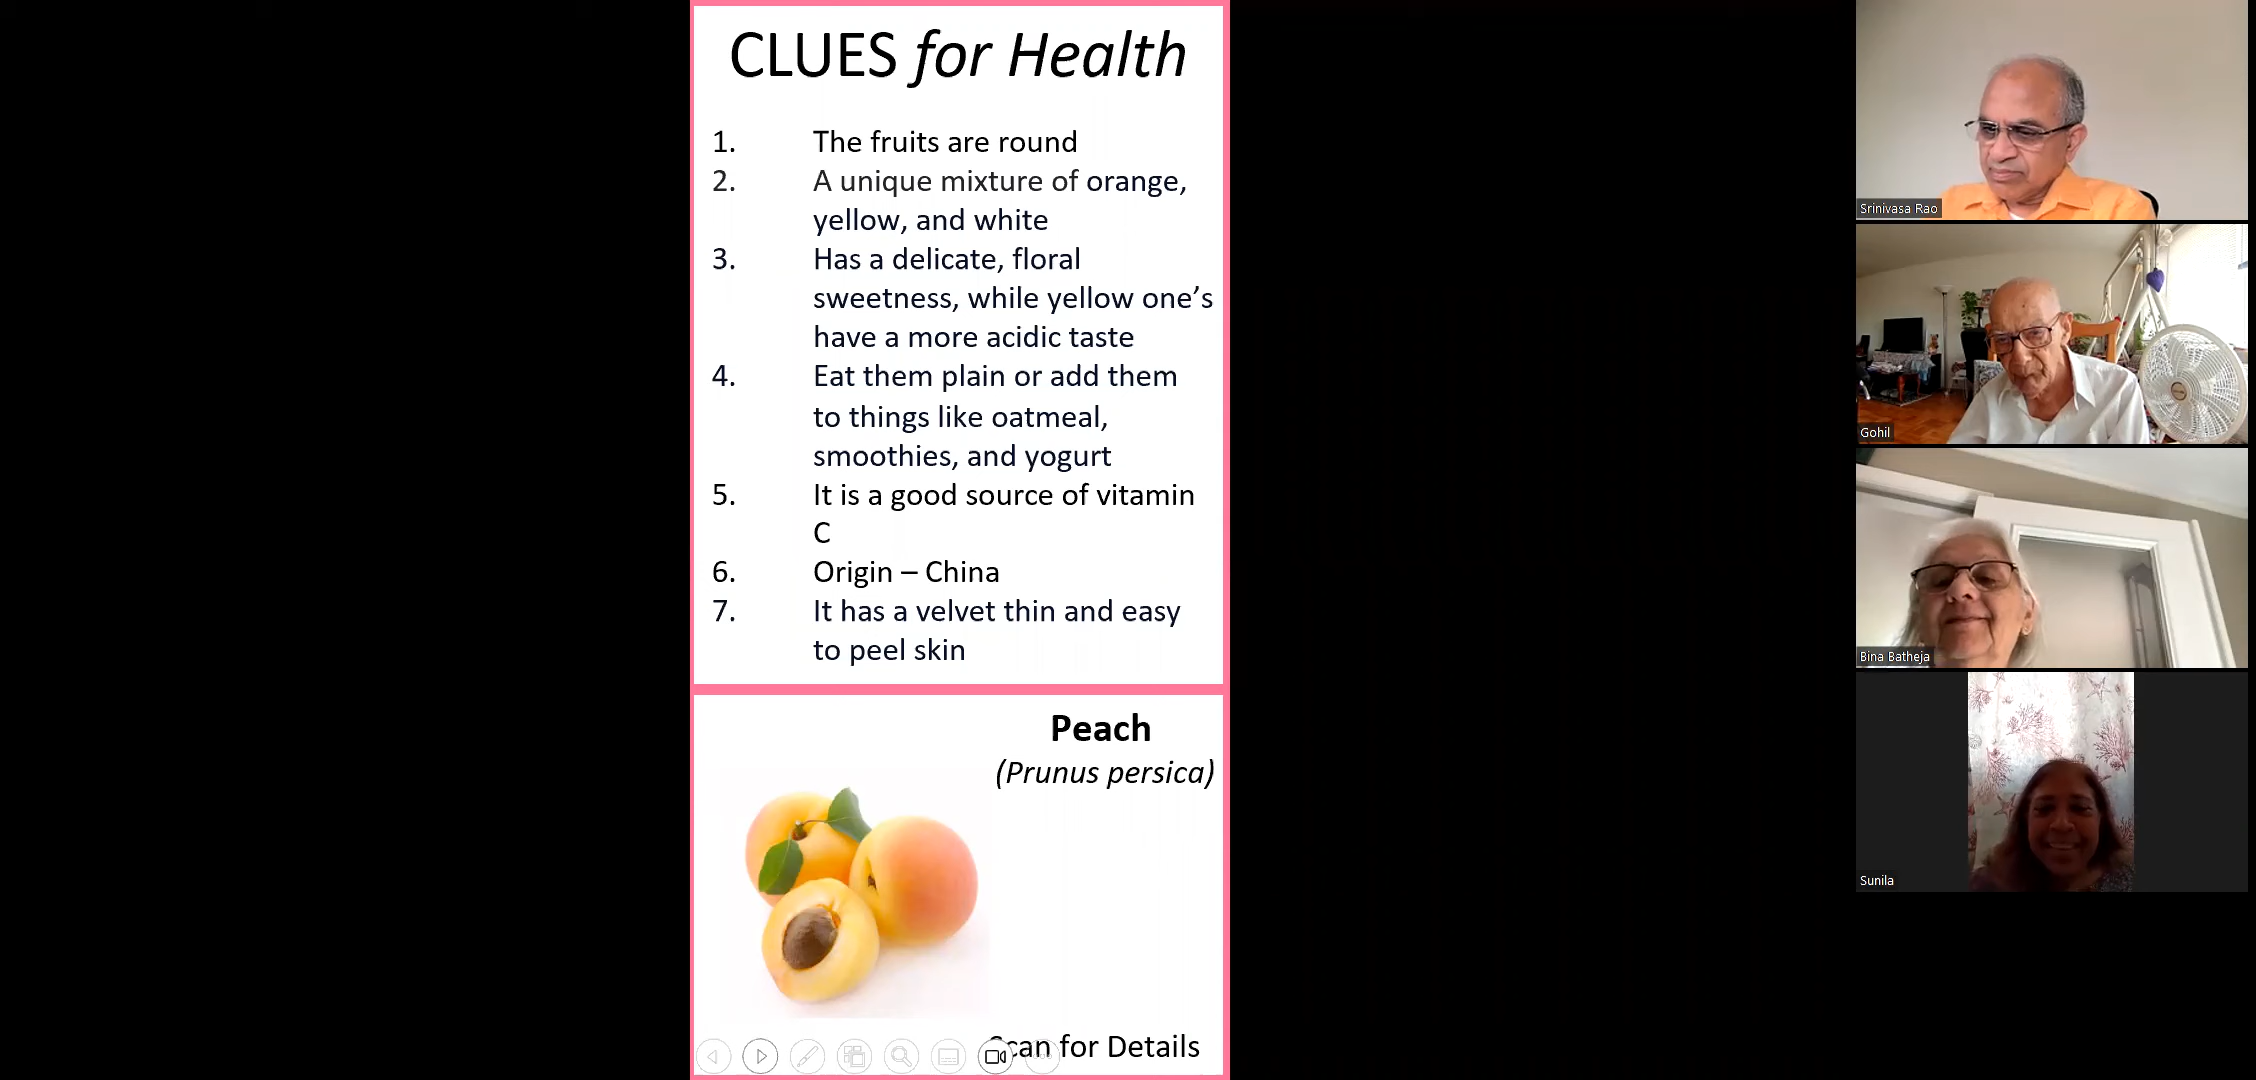 CLUES for Health
1. The fruits are round
2. A unique mixture of orange,
yellow, and white
3. Has a delicate, floral
sweetness, while yellow one’s
have a more acidic taste
4. Eat them plain or add them
to things like oatmeal,
smoothies, and yogurt
5. It is a good source of vitamin
C
6. Origin – China
7. It has a velvet thin and easy
to peel skin
Peach
(Prunus persica)
Scan for Details
Srinivasa Rao
Gohil
Bina Batheja
Sunila